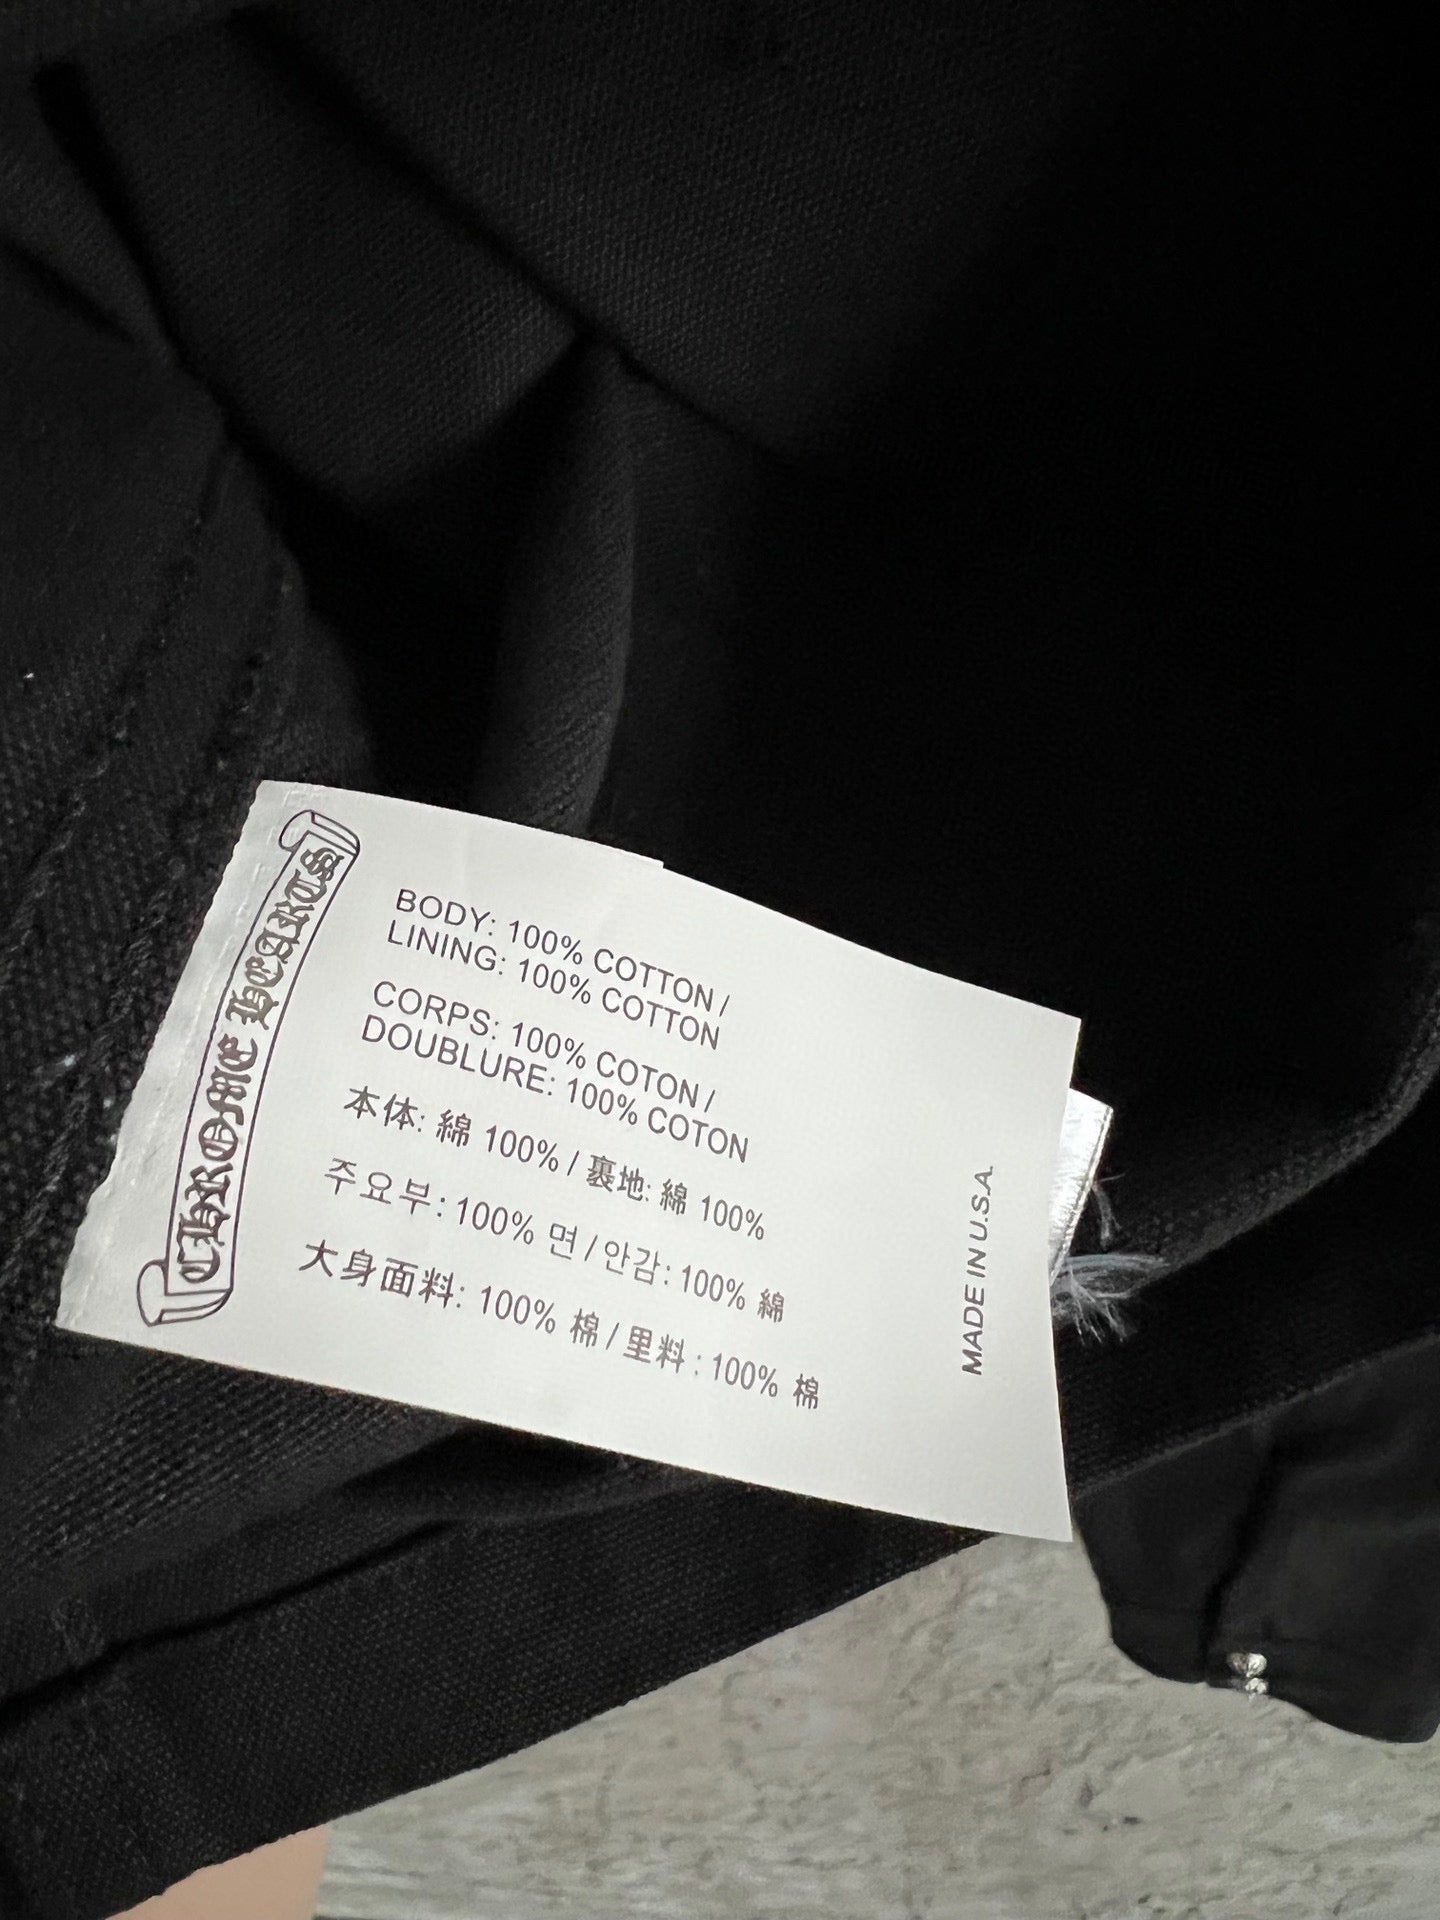 CHROME HEARTS
BODY: 100% COTTON /
LINING: 100% COTTON
CORPS: 100% COTON /
DOUBLURE: 100% COTON
本体: 綿 100% / 裏地: 綿 100%
주요부: 100% 면 / 안감: 100% 綿
大身面料: 100% 棉 / 里料: 100% 棉
MADE IN U.S.A.